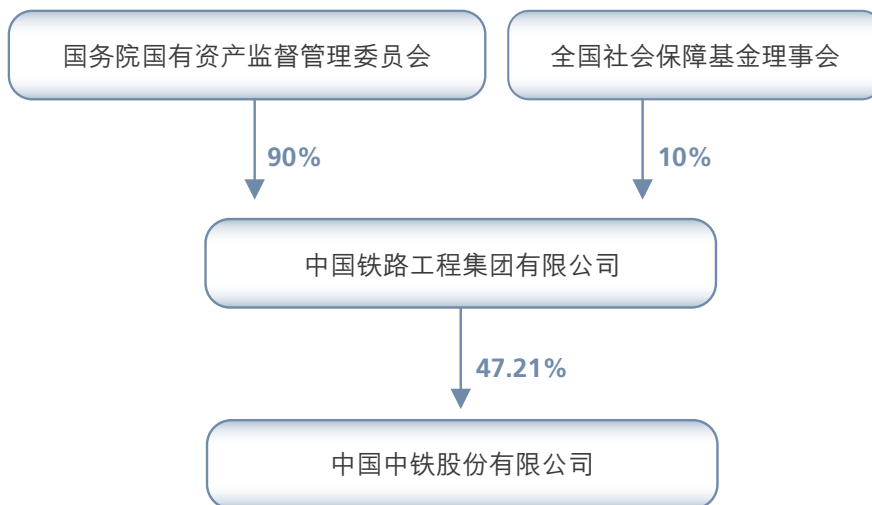 国务院国有资产监督管理委员会
全国社会保障基金理事会
90%
10%
中国铁路工程集团有限公司
47.21%
中国中铁股份有限公司